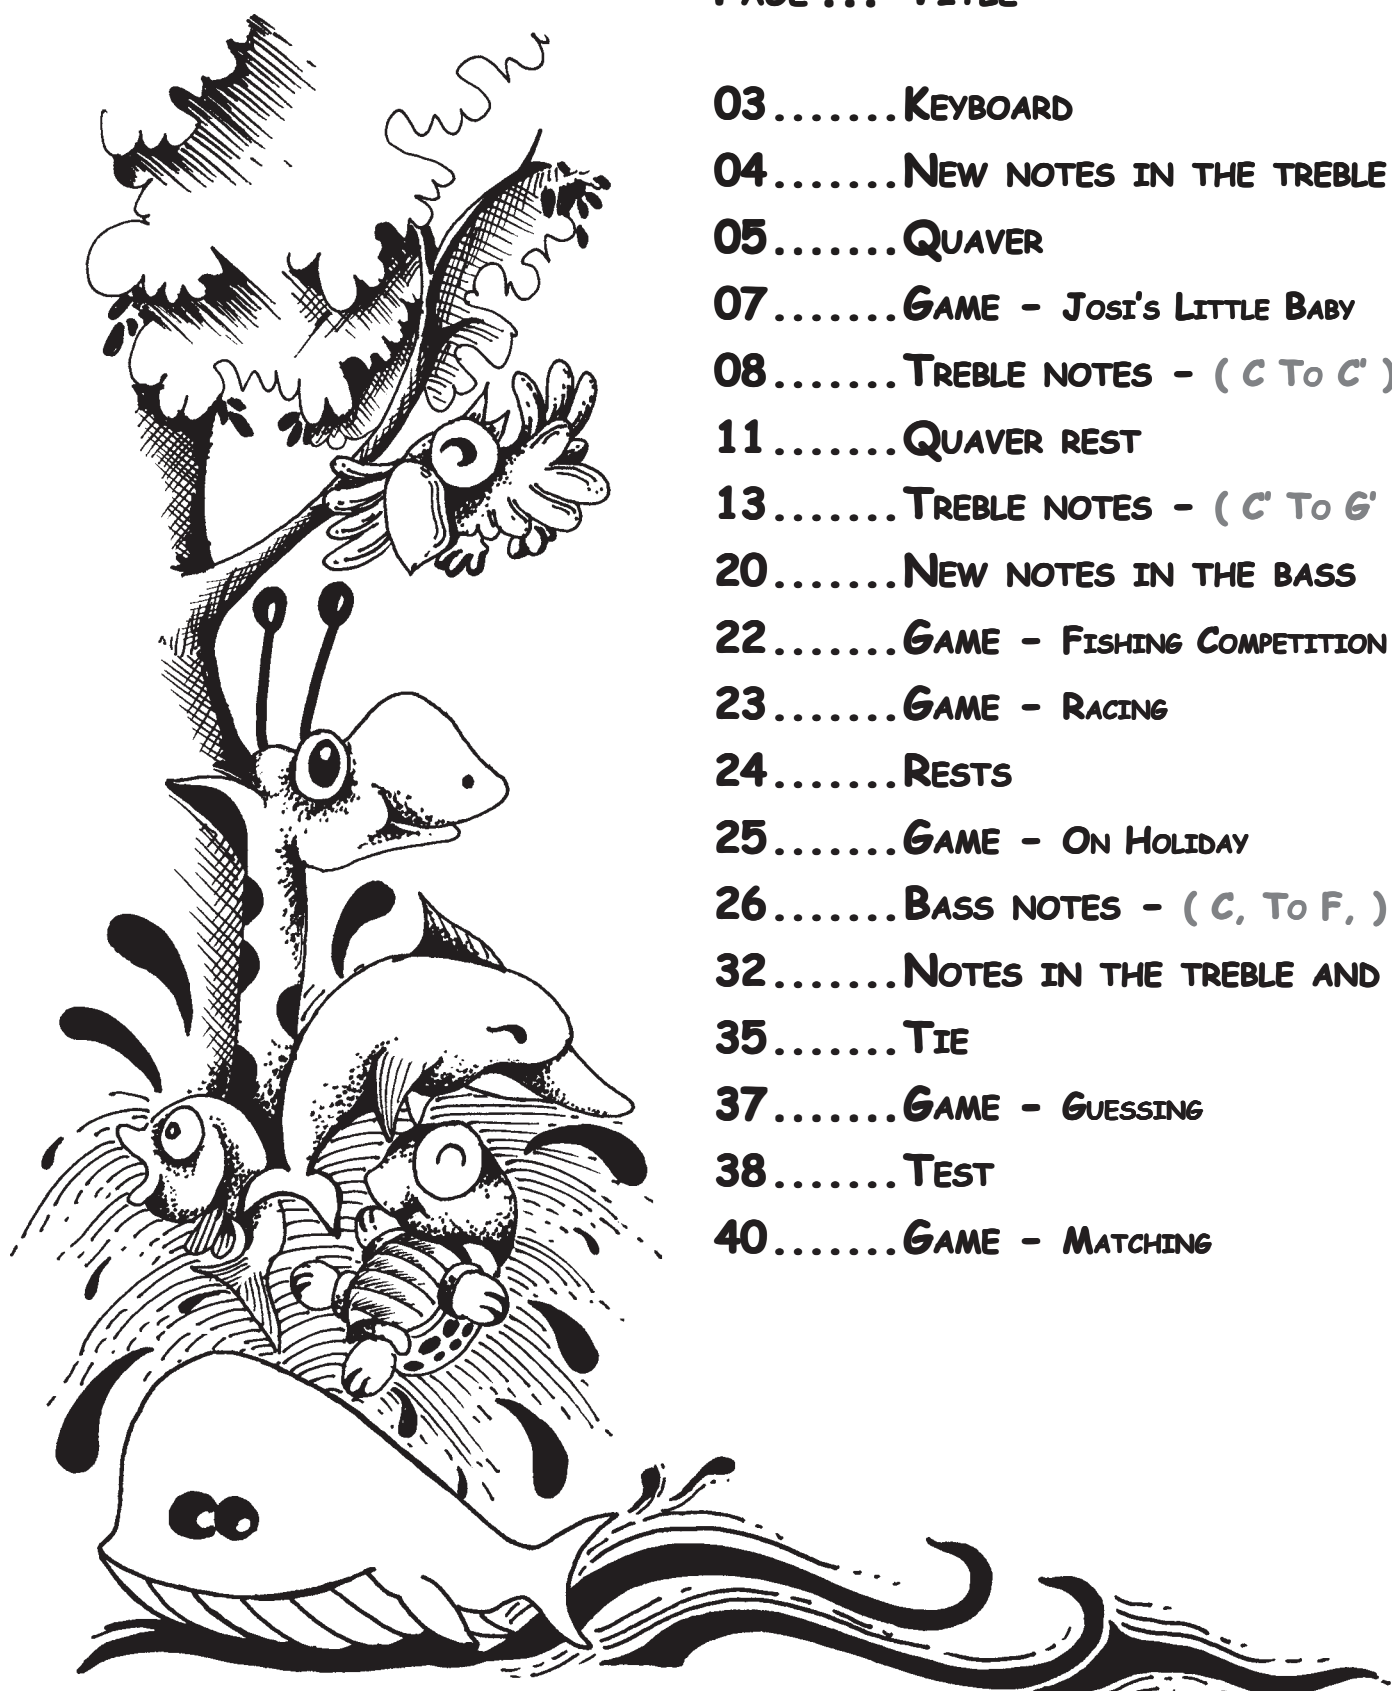 Page ... Title
03.......Keyboard
04.......New notes in the treble
05.......Quaver
07.......Game - Josi's Little Baby
08.......Treble notes - ( C To C' )
11.......Quaver rest
13.......Treble notes - ( C' To G'
20.......New notes in the bass
22.......Game - Fishing Competition
23.......Game - Racing
24.......Rests
25.......Game - On Holiday
26.......Bass notes - ( C, To F, )
32.......Notes in the treble and
35.......Tie
37.......Game - Guessing
38.......Test
40.......Game - Matching